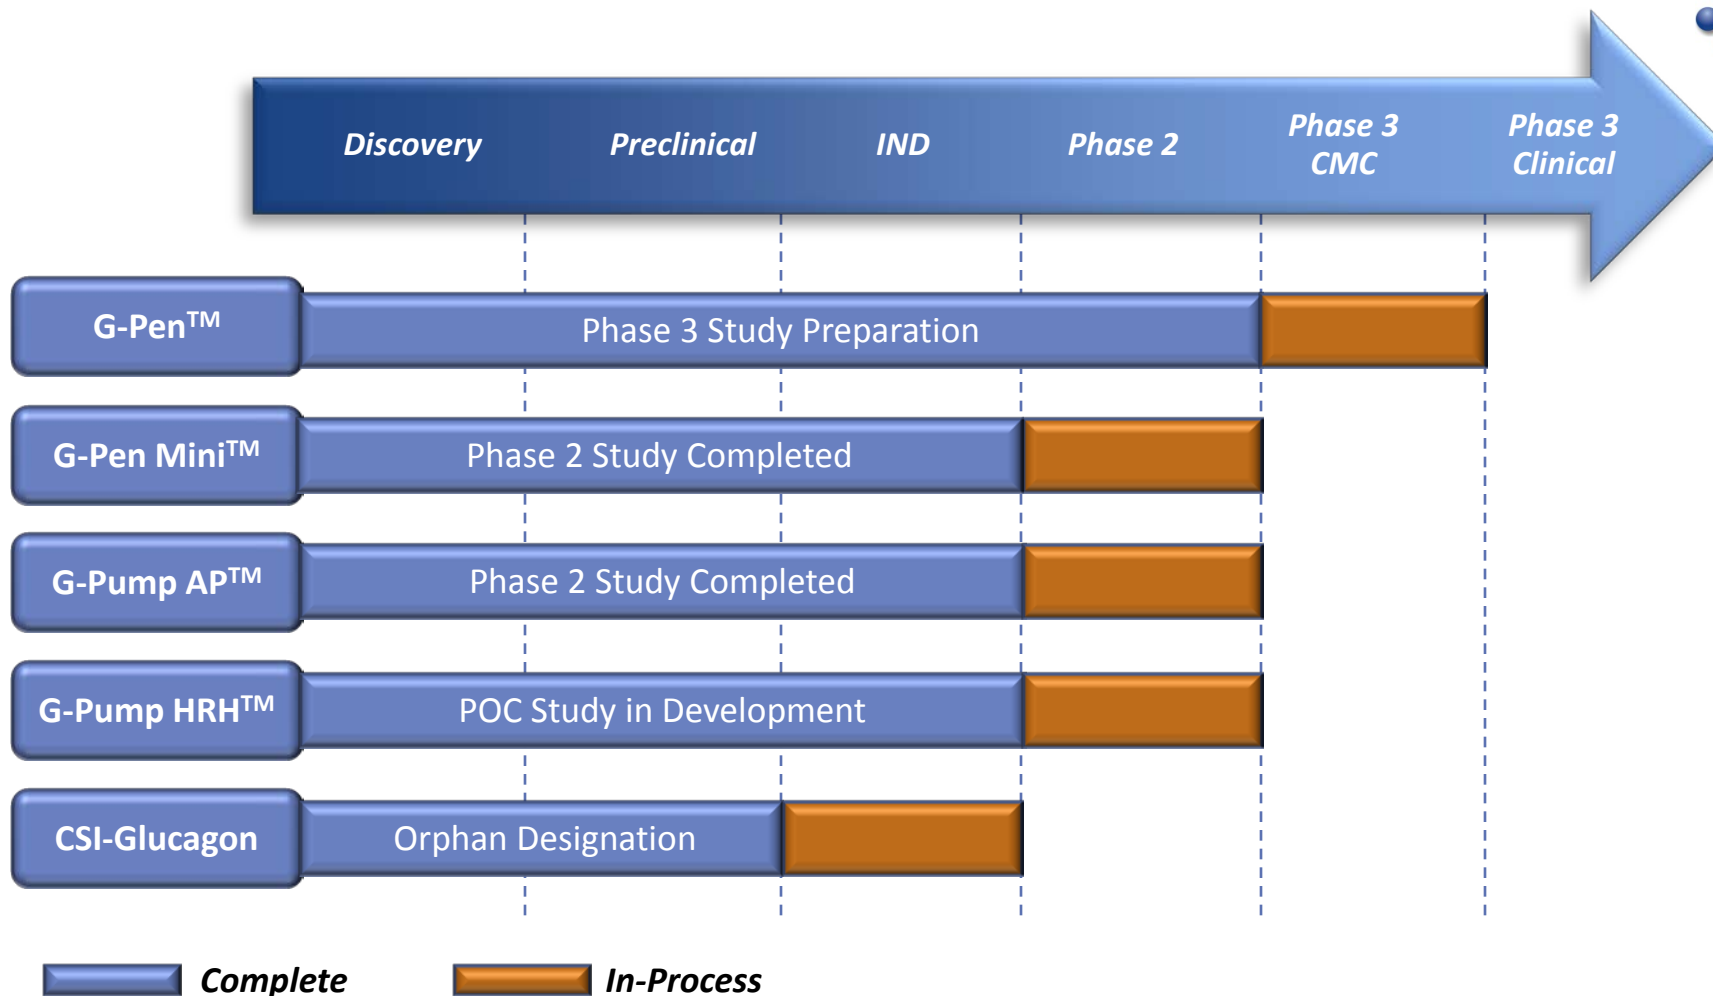 Discovery
Preclinical
IND
Phase 2
Phase 3
CMC
Phase 3
Clinical
G-Pen™
Phase 3 Study Preparation
G-Pen Mini™
Phase 2 Study Completed
G-Pump AP™
Phase 2 Study Completed
G-Pump HRH™
POC Study in Development
CSI-Glucagon
Orphan Designation
Complete
In-Process